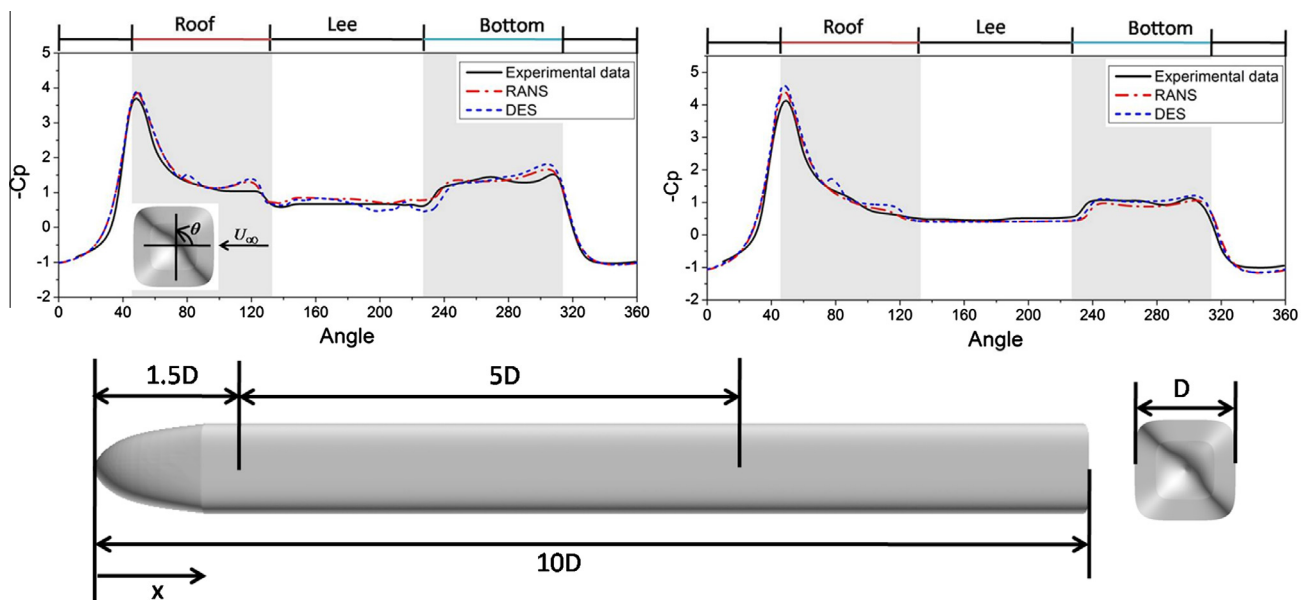 Roof Lee Bottom
Experimental data
RANS
DES
5
4
3
2
1
0
-1
-2
-Cp
θ
U∞
0 40 80 120 160 200 240 280 320 360
Angle
Roof Lee Bottom
Experimental data
RANS
DES
5
4
3
2
1
0
-1
-2
-Cp
0 40 80 120 160 200 240 280 320 360
Angle
1.5D 5D D
10D
x